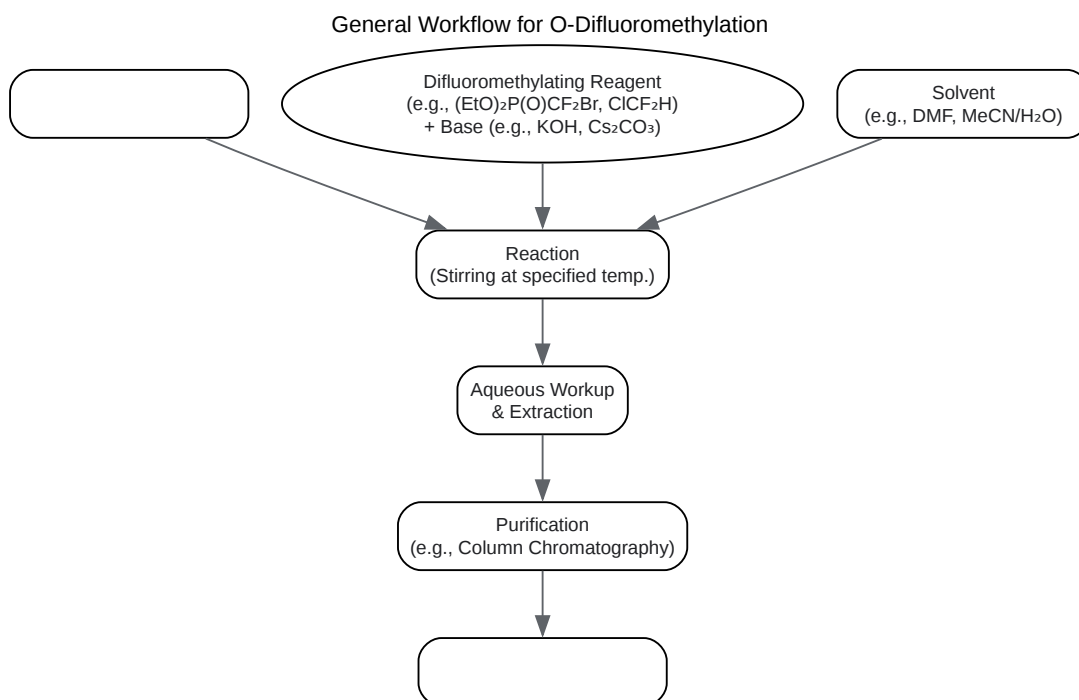 General Workflow for O-Difluoromethylation
Difluoromethylating Reagent
(e.g., (EtO)₂P(O)CF₂Br, ClCF₂H)
+ Base (e.g., KOH, Cs₂CO₃)
Solvent
(e.g., DMF, MeCN/H₂O)
Reaction
(Stirring at specified temp.)
Aqueous Workup
& Extraction
Purification
(e.g., Column Chromatography)